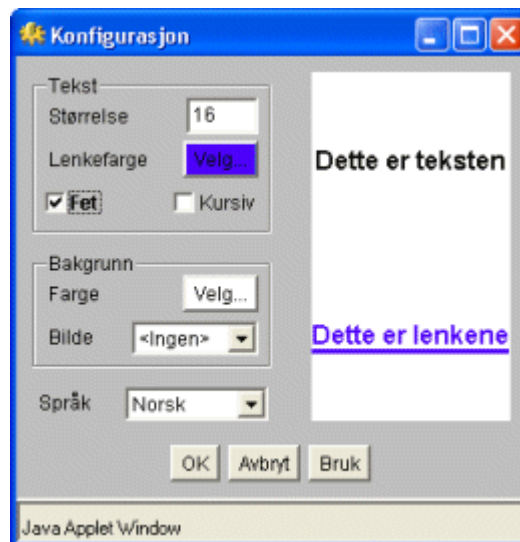 Konfigurasjon
Tekst
Størrelse 16
Lenkefarge Velg...
Fet Kursiv
Dette er teksten
Bakgrunn
Farge Velg...
Bilde <Ingen>
Dette er lenkene
Språk Norsk
OK Avbryt Bruk
Java Applet Window